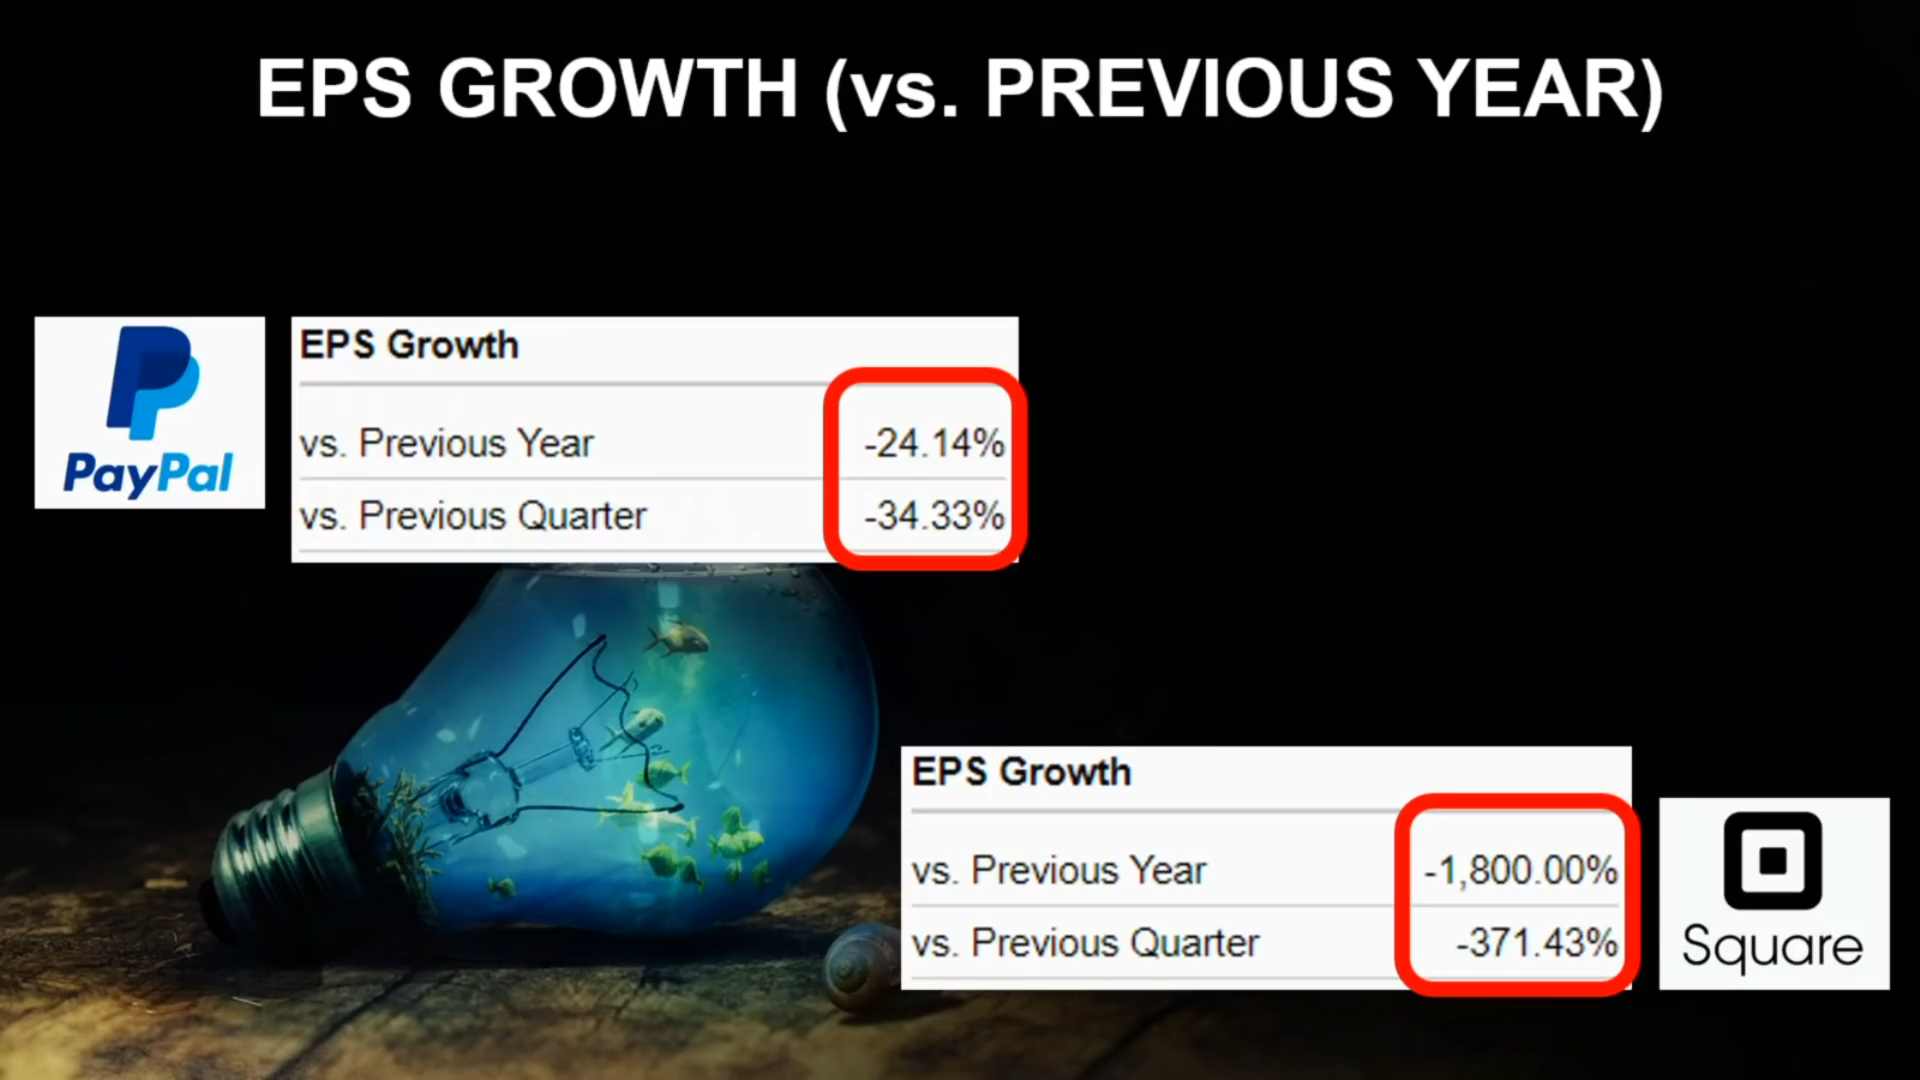 EPS GROWTH (vs. PREVIOUS YEAR)
PayPal
EPS Growth
vs. Previous Year -24.14%
vs. Previous Quarter -34.33%
EPS Growth
vs. Previous Year -1,800.00%
vs. Previous Quarter -371.43%
Square